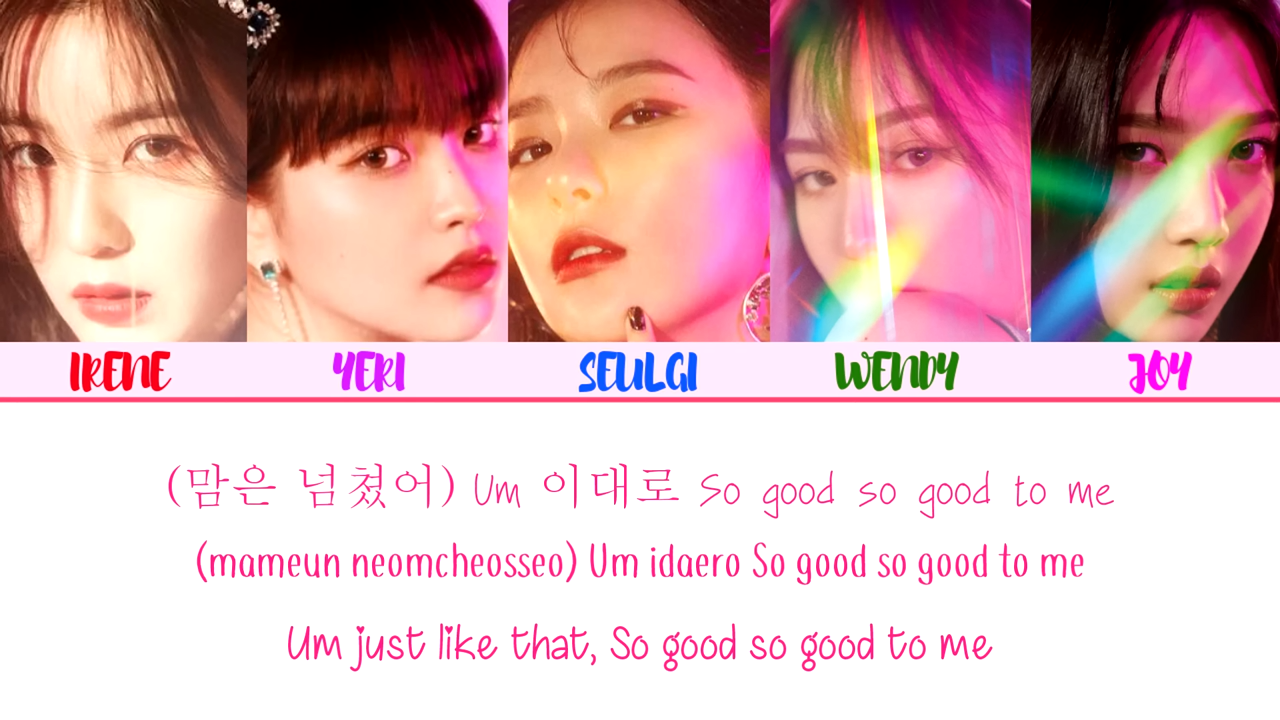 IRENE YERI SEULGI WENDY JOY
(맘은 넘쳤어) Um 이대로 So good so good to me
(mameun neomcheosseo) Um idaero So good so good to me
Um just like that, So good so good to me